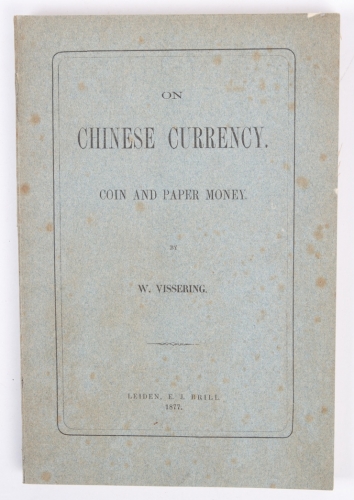 ON
CHINESE CURRENCY.
COIN AND PAPER MONEY.
BY
W. VISSERING.
LEIDEN, E. J. BRILL
1877.